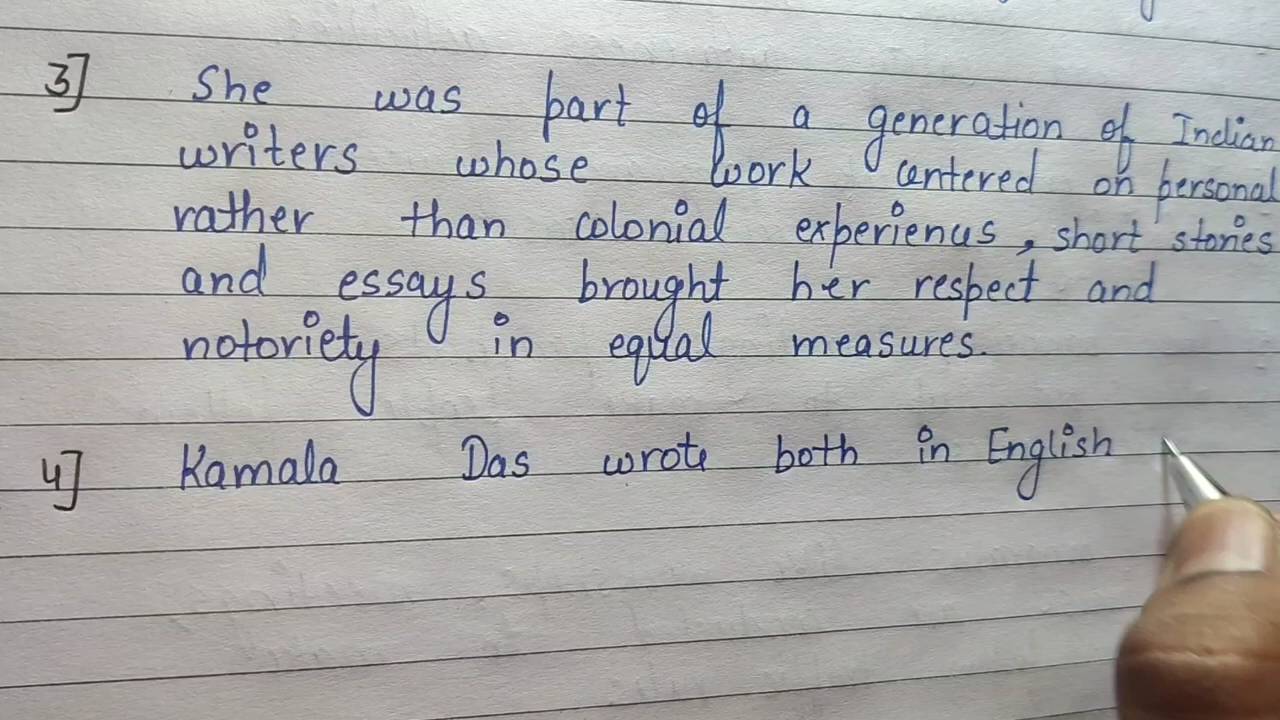 3] She was part of a generation of Indian
writers whose work centered on personal
rather than colonial experiences, short stories
and essays brought her respect and
notoriety in equal measures.
4] Kamala Das wrote both in English